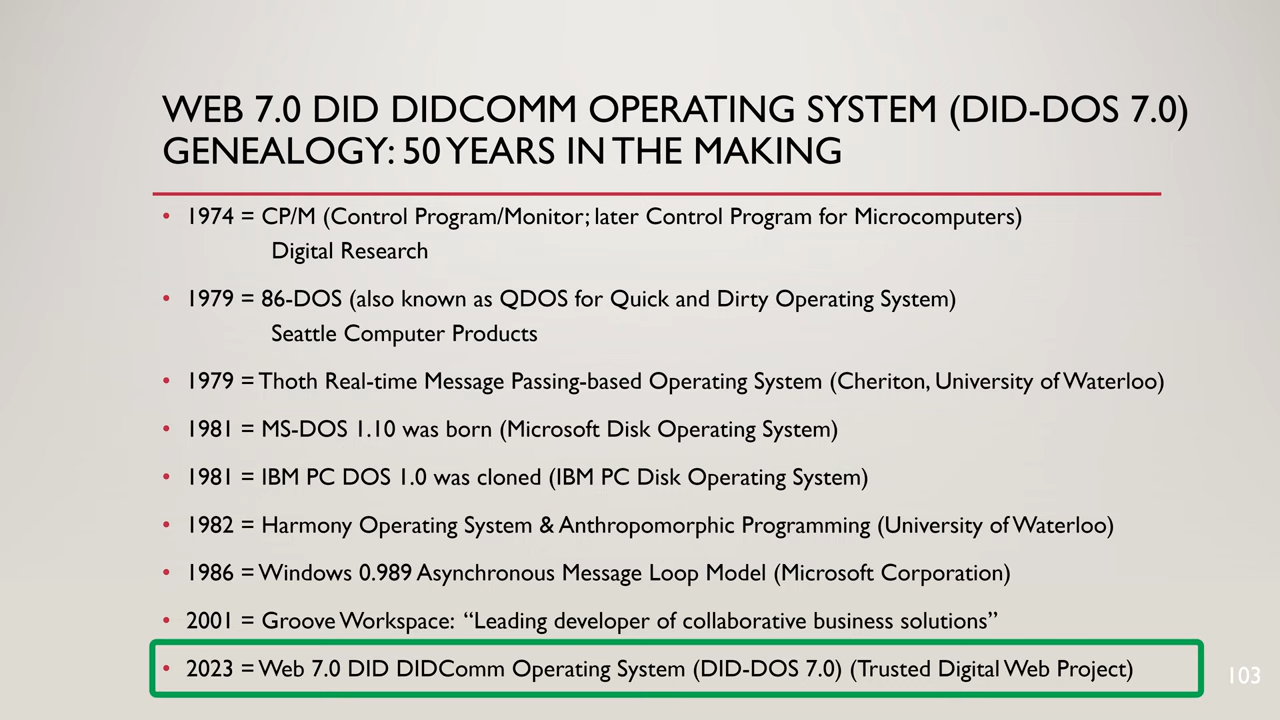 WEB 7.0 DID DIDCOMM OPERATING SYSTEM (DID-DOS 7.0)
GENEALOGY: 50 YEARS IN THE MAKING
• 1974 = CP/M (Control Program/Monitor; later Control Program for Microcomputers)
Digital Research
• 1979 = 86-DOS (also known as QDOS for Quick and Dirty Operating System)
Seattle Computer Products
• 1979 = Thoth Real-time Message Passing-based Operating System (Cheriton, University of Waterloo)
• 1981 = MS-DOS 1.10 was born (Microsoft Disk Operating System)
• 1981 = IBM PC DOS 1.0 was cloned (IBM PC Disk Operating System)
• 1982 = Harmony Operating System & Anthropomorphic Programming (University of Waterloo)
• 1986 = Windows 0.989 Asynchronous Message Loop Model (Microsoft Corporation)
• 2001 = Groove Workspace: “Leading developer of collaborative business solutions”
• 2023 = Web 7.0 DID DIDComm Operating System (DID-DOS 7.0) (Trusted Digital Web Project)
103